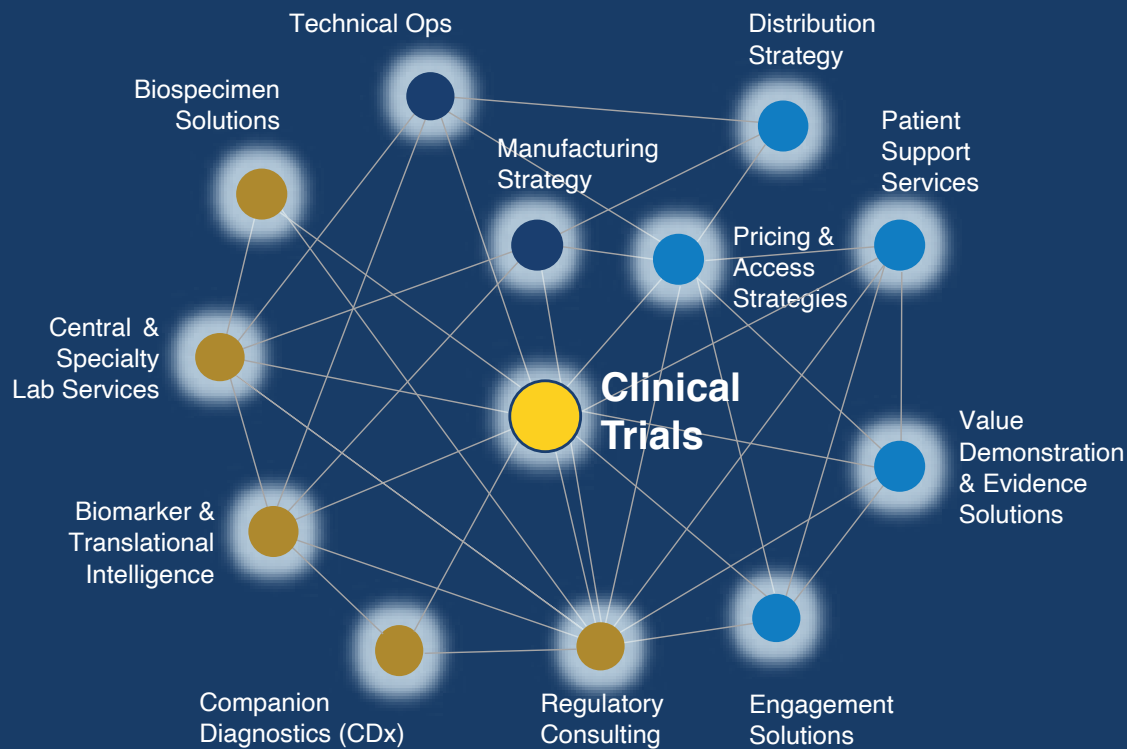 Technical Ops
Distribution
Strategy
Biospecimen
Solutions
Patient
Support
Services
Manufacturing
Strategy
Pricing &
Access
Strategies
Central &
Specialty
Lab Services
Clinical
Trials
Value
Demonstration
& Evidence
Solutions
Biomarker &
Translational
Intelligence
Companion
Diagnostics (CDx)
Regulatory
Consulting
Engagement
Solutions